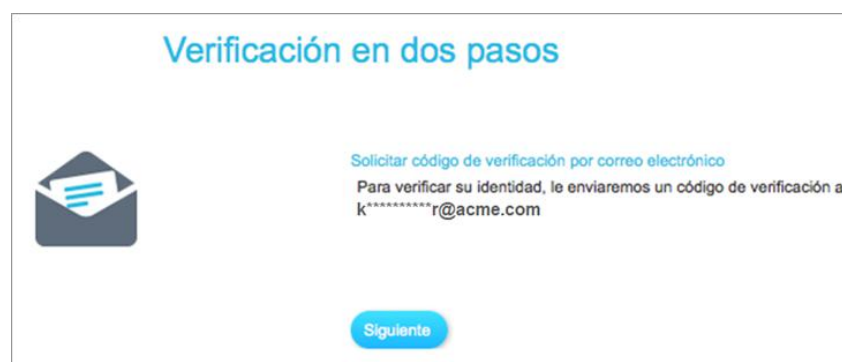 Verificación en dos pasos
Solicitar código de verificación por correo electrónico
Para verificar su identidad, le enviaremos un código de verificación a
k**********r@acme.com
Siguiente